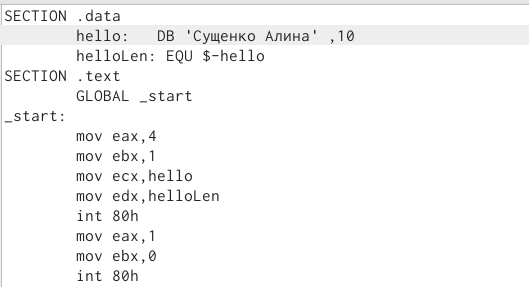 SECTION .data
hello:   DB 'Сущенко Алина' ,10
helloLen: EQU $-hello
SECTION .text
GLOBAL _start
_start:
mov eax,4
mov ebx,1
mov ecx,hello
mov edx,helloLen
int 80h
mov eax,1
mov ebx,0
int 80h